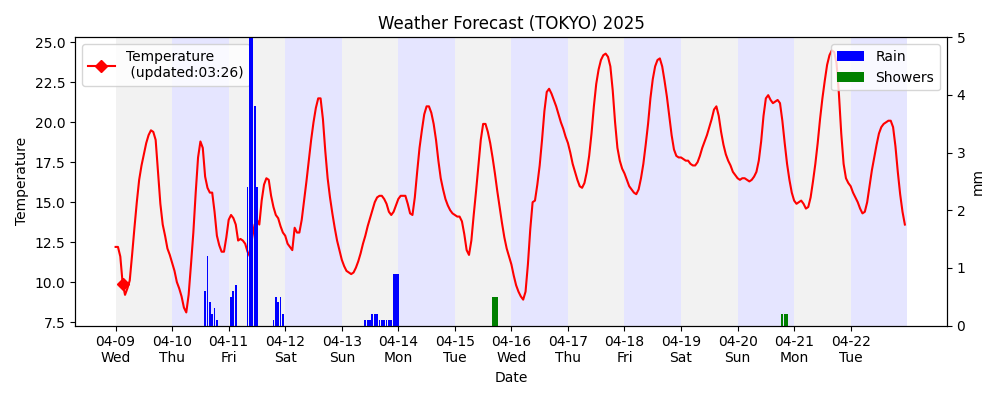 Weather Forecast (TOKYO) 2025
Temperature
(updated:03:26)
Rain
Showers
25.0
22.5
20.0
17.5
15.0
12.5
10.0
7.5
Temperature
5
4
3
2
1
0
mm
04-09 04-10 04-11 04-12 04-13 04-14 04-15 04-16 04-17 04-18 04-19 04-20 04-21 04-22
Wed Thu Fri Sat Sun Mon Tue Wed Thu Fri Sat Sun Mon Tue
Date